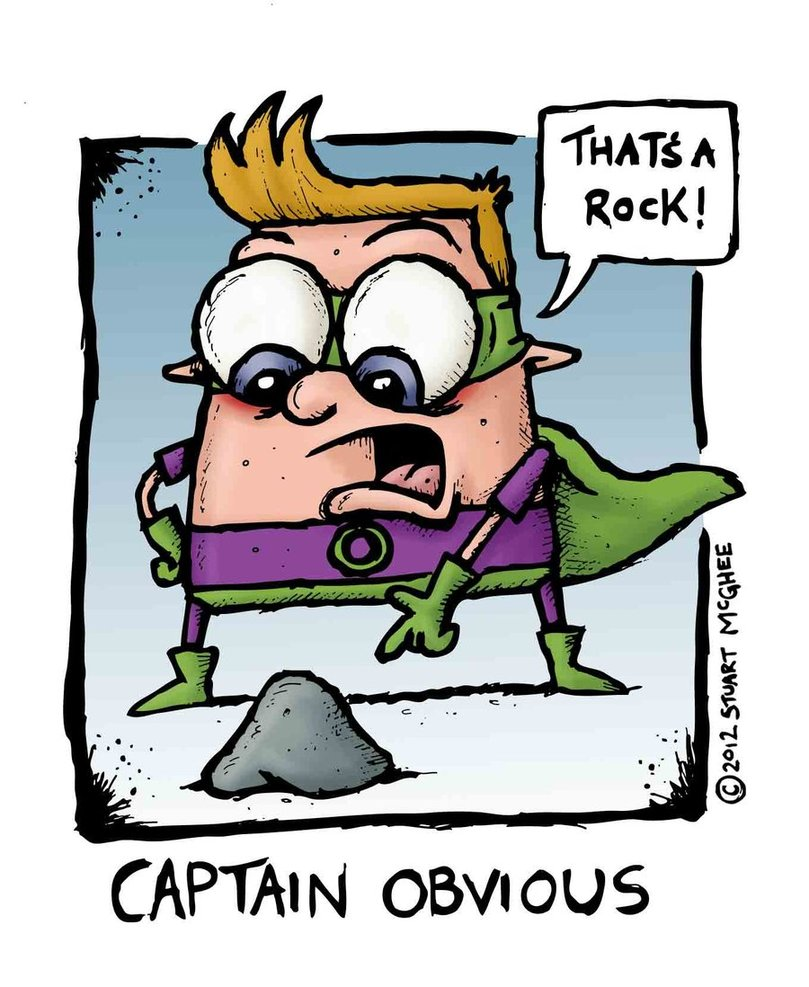 THAT'S A
ROCK!
© 2012 STUART McGHEE
CAPTAIN OBVIOUS